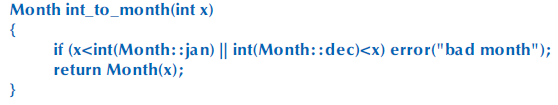 Month int_to_month(int x)
{
if (x<int(Month::jan) || int(Month::dec)<x) error("bad month");
return Month(x);
}